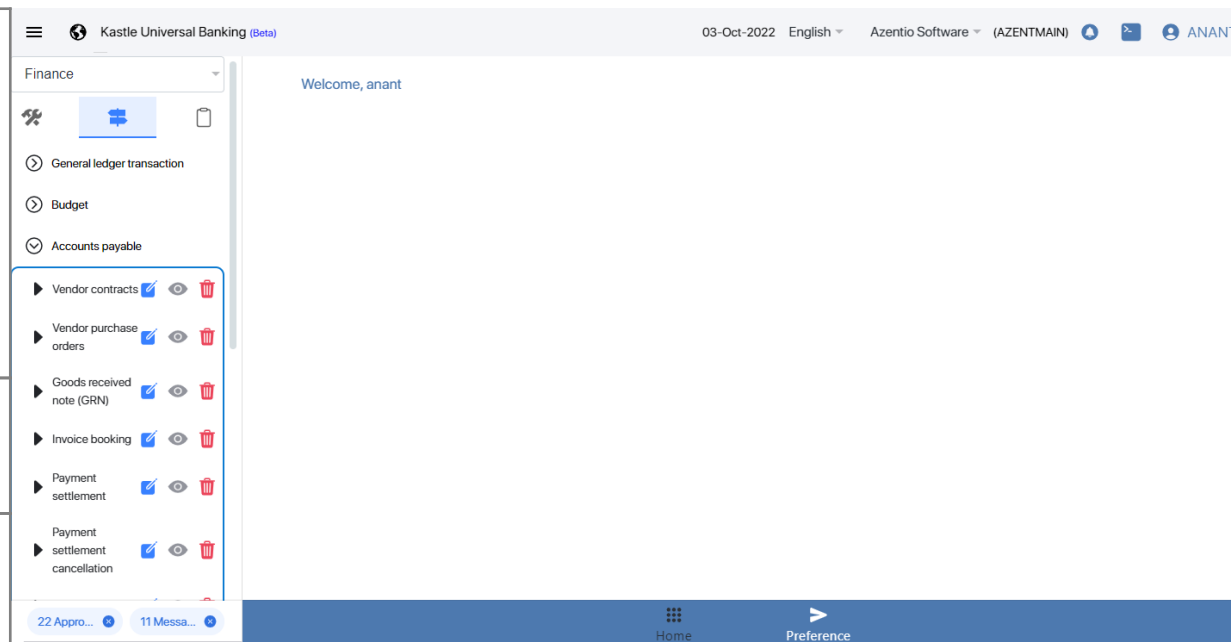 Kastle Universal Banking (Beta)
03-Oct-2022 English Azentio Software (AZENTMAIN) ANANT
Finance
Welcome, anant
General ledger transaction
Budget
Accounts payable
Vendor contracts
Vendor purchase
orders
Goods received
note (GRN)
Invoice booking
Payment
settlement
Payment
settlement
cancellation
22 Appro... 11 Messa...
Home Preference